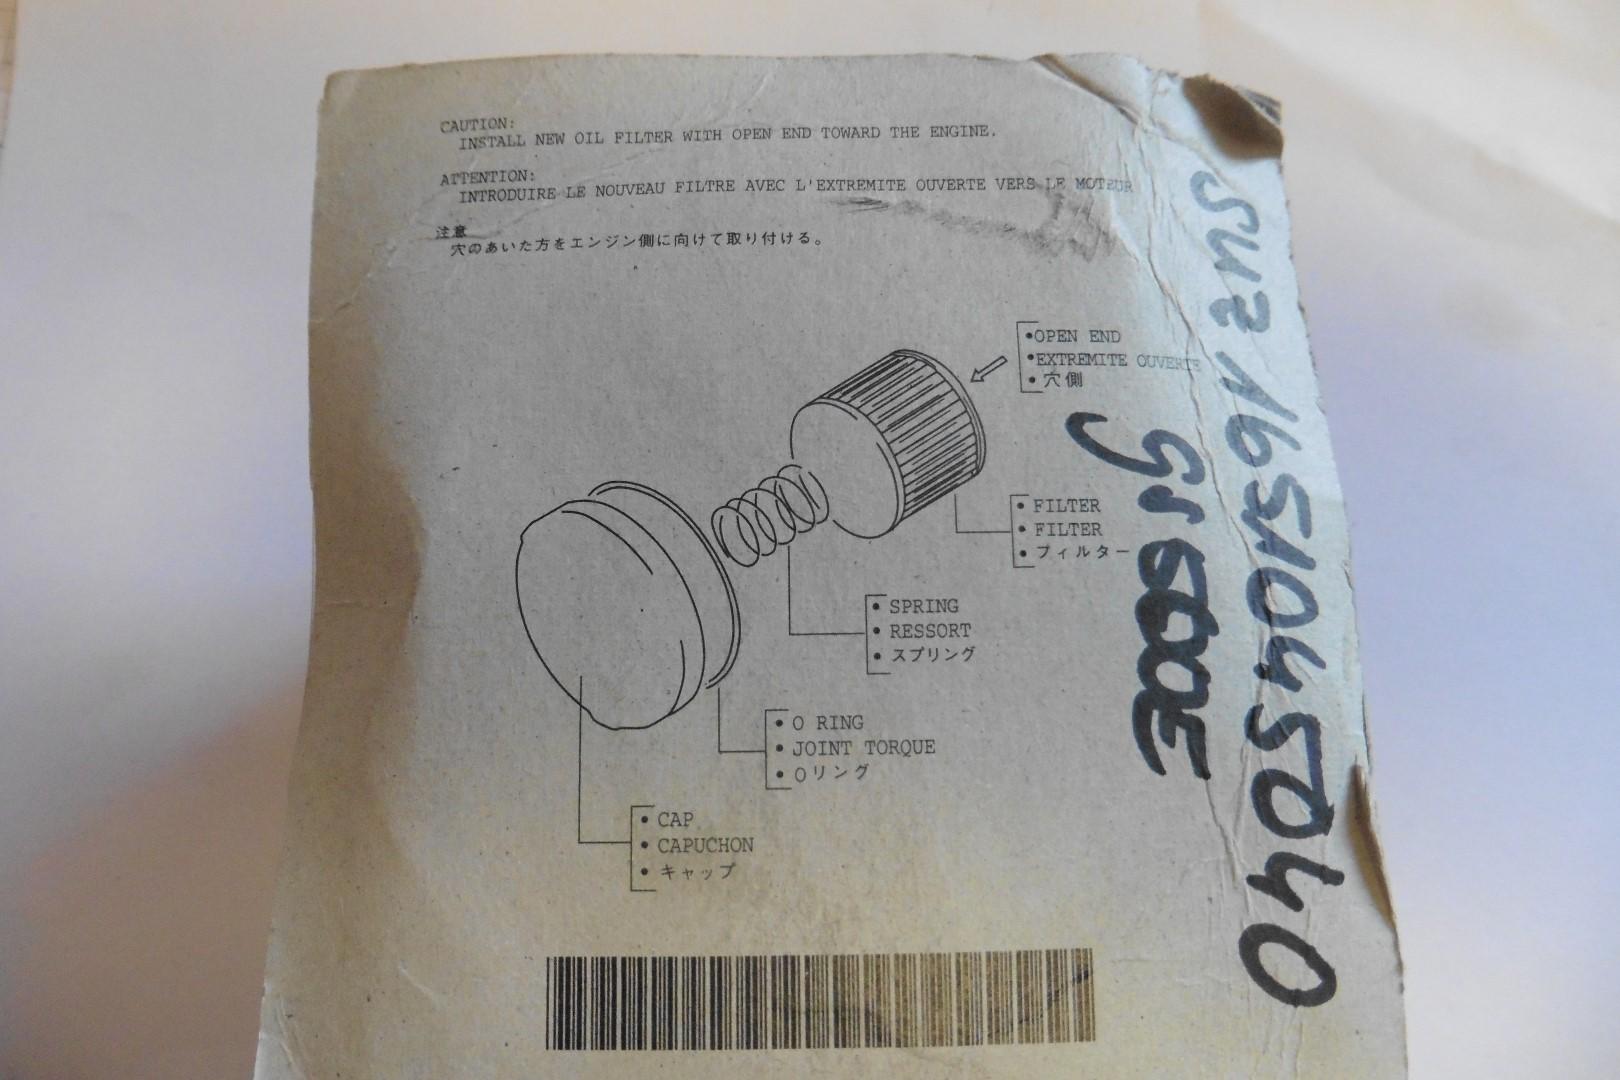 CAUTION:
INSTALL NEW OIL FILTER WITH OPEN END TOWARD THE ENGINE.
ATTENTION:
INTRODUIRE LE NOUVEAU FILTRE AVEC L'EXTREMITE OUVERTE VERS LE MOTEUR
注意
穴のあいた方をエンジン側に向けて取り付ける。
•OPEN END
•EXTREMITE OUVERTE
•穴側
•FILTER
•FILTER
•フィルター
•SPRING
•RESSORT
•スプリング
•O RING
•JOINT TORQUE
•Oリング
•CAP
•CAPUCHON
•キャップ
SUZ 1651045040
GS500E